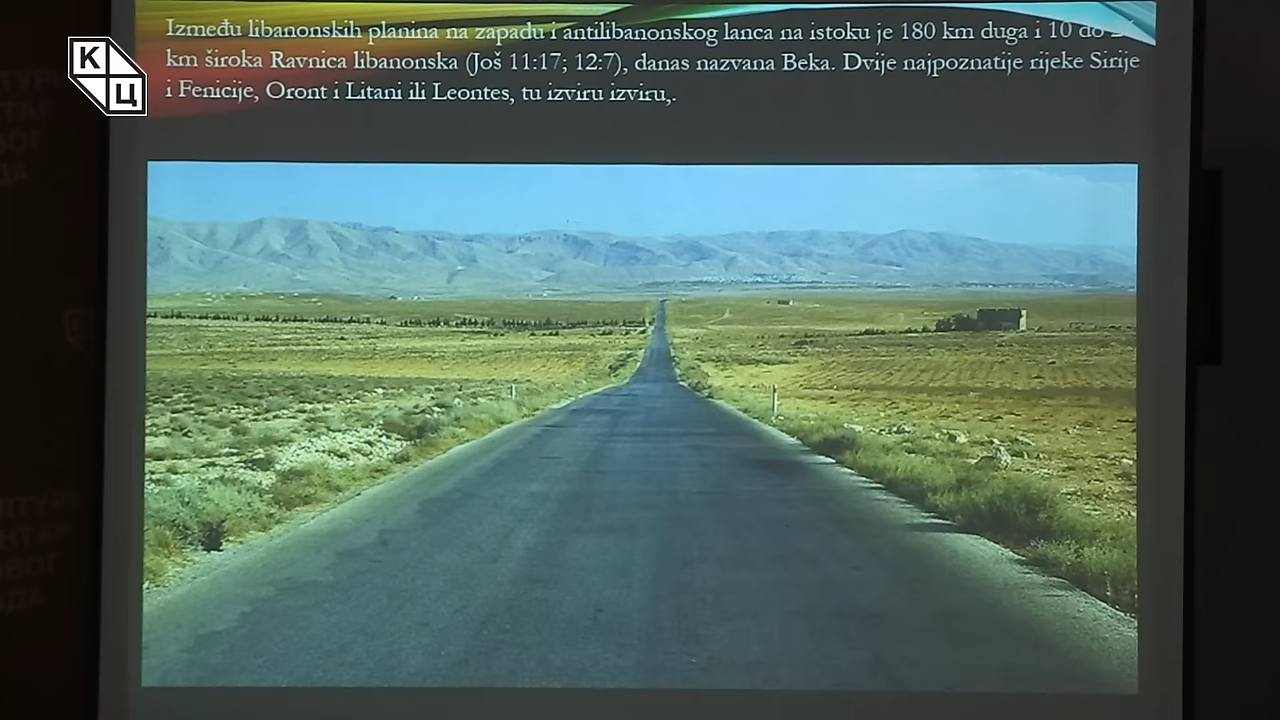 Između libanonskih planina na zapadu i antilibanonskog lanca na istoku je 180 km duga i 10 do
km široka Ravnica libanonska (Još 11:17; 12:7), danas nazvana Beka. Dvije najpoznatije rijeke Sirije
i Fenicije, Oront i Litani ili Leontes, tu izviru izviru,.
К
Ц